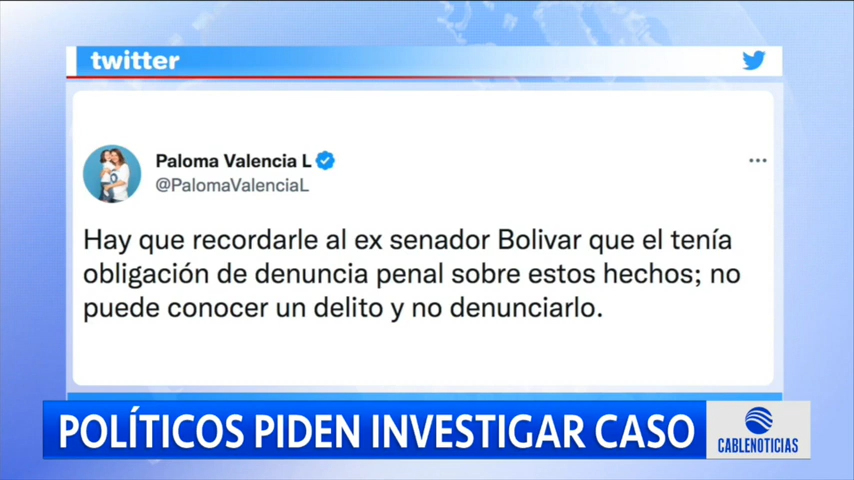 twitter
Paloma Valencia L
@PalomaValenciaL
Hay que recordarle al ex senador Bolivar que el tenía
obligación de denuncia penal sobre estos hechos; no
puede conocer un delito y no denunciarlo.
POLÍTICOS PIDEN INVESTIGAR CASO
CABLENOTICIAS